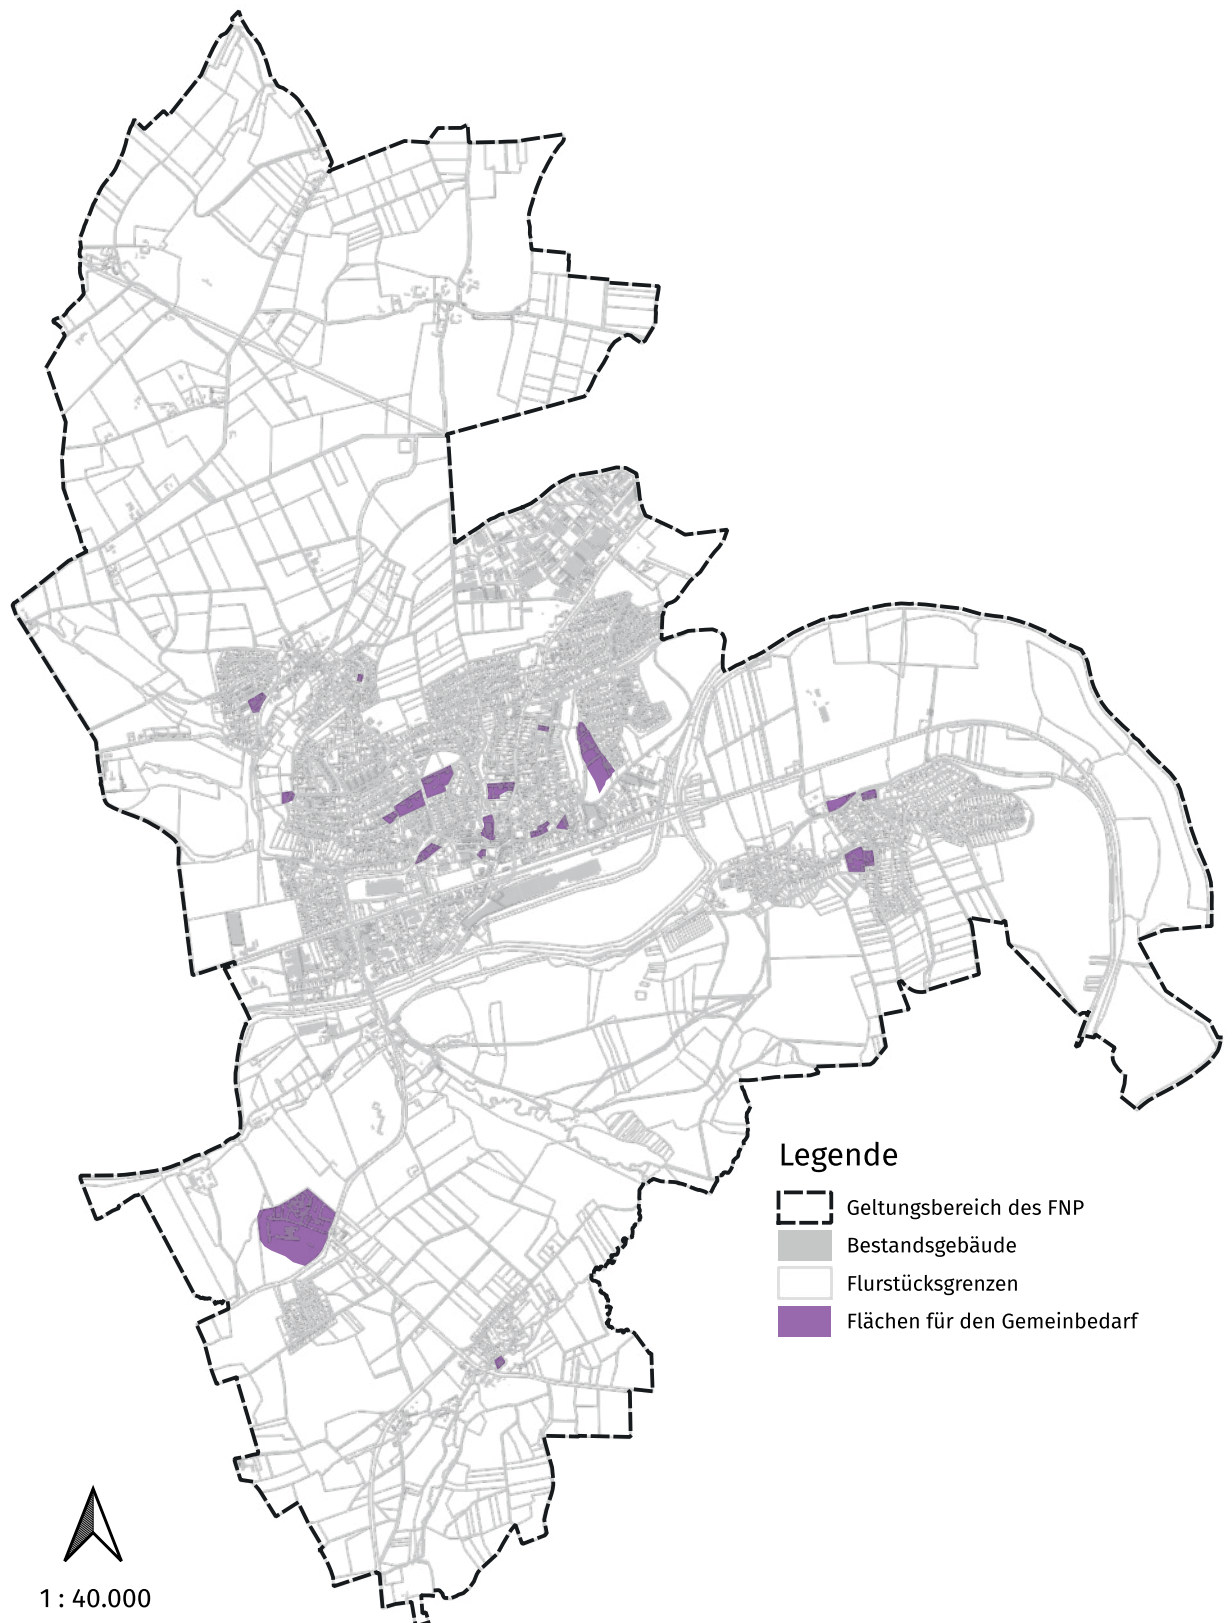 Legende
Geltungsbereich des FNP
Bestandsgebäude
Flurstücksgrenzen
Flächen für den Gemeinbedarf
1 : 40.000